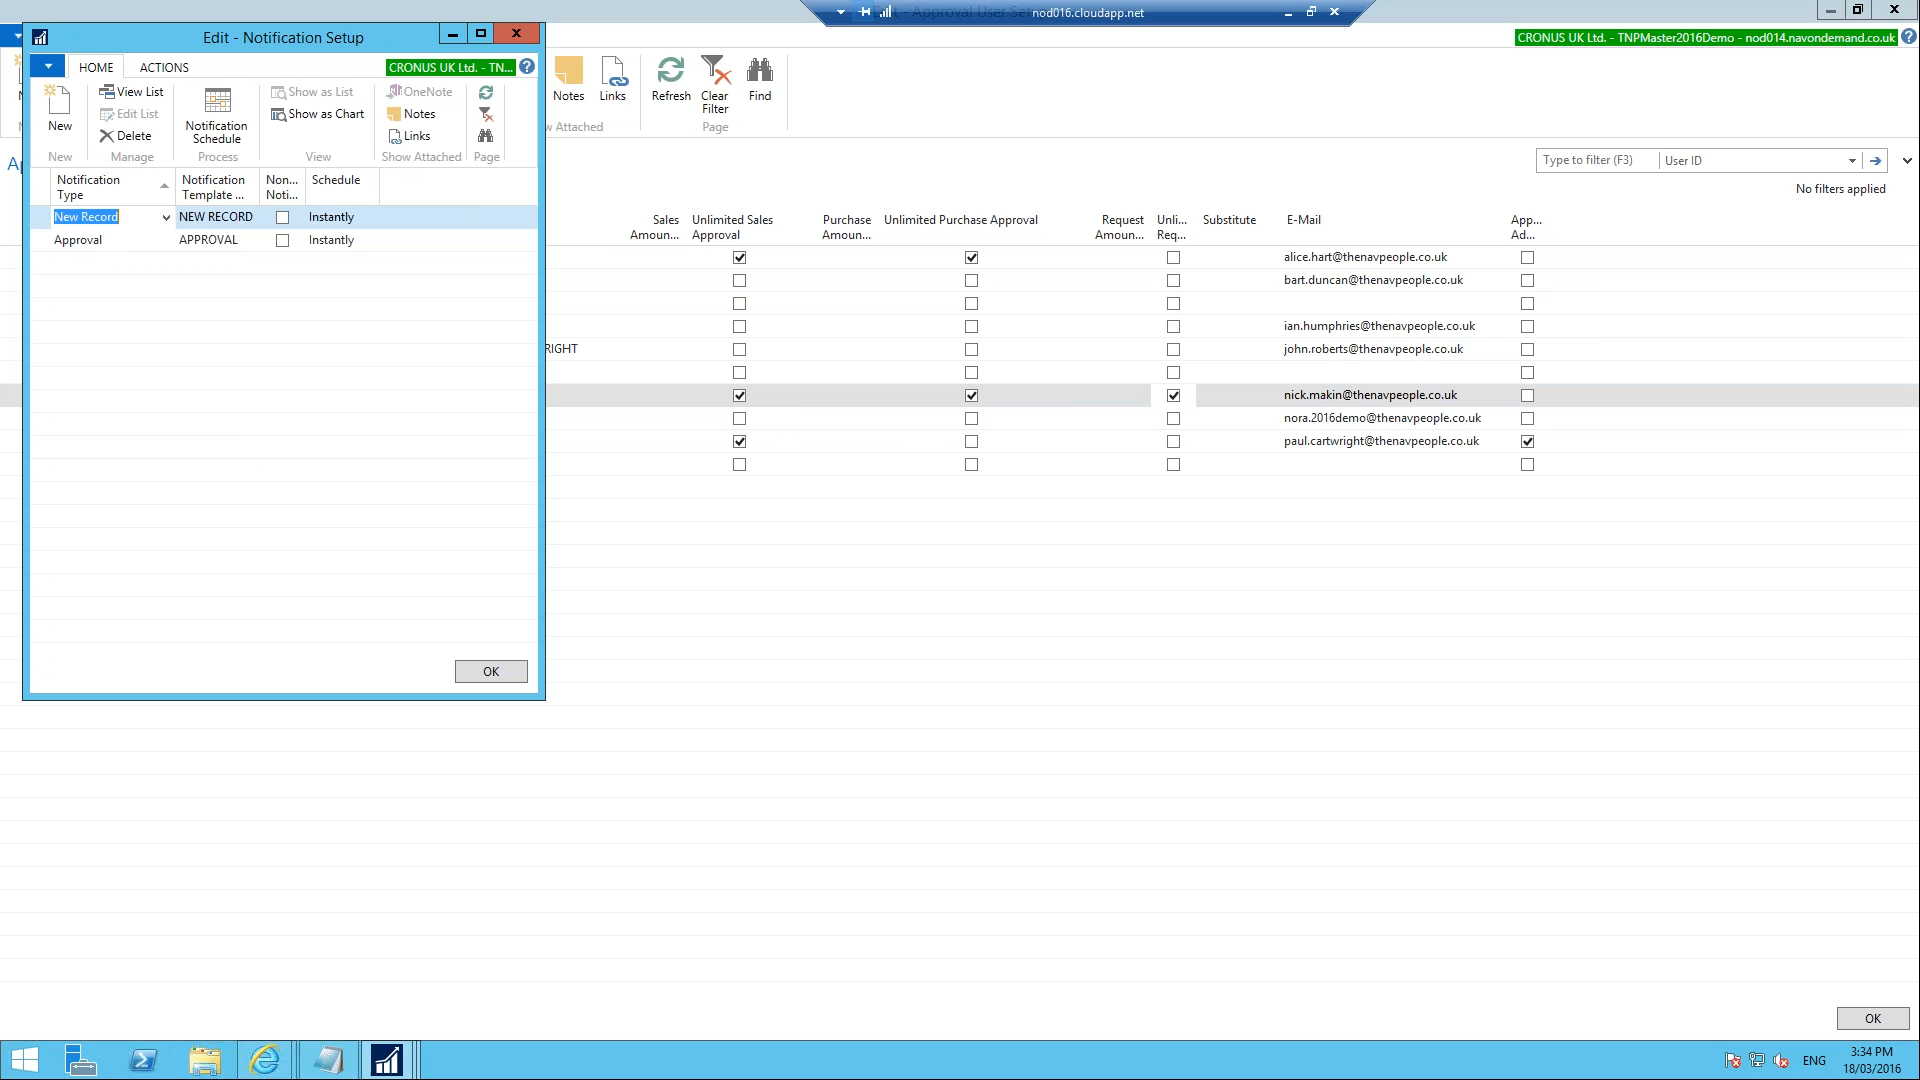 Edit - Approval User Se
nod016.cloudapp.net
Edit - Notification Setup
CRONUS UK Ltd. - TNPMaster2016Demo - nod014.navondemand.co.uk
HOME
ACTIONS
CRONUS UK Ltd. - TN...
New
View List
Edit List
Delete
Notification
Schedule
Show as List
Show as Chart
OneNote
Notes
Links
New
Manage
Process
View
Show Attached
Page
Notes
Links
Refresh
Clear
Filter
Find
w Attached
Page
Ap
Type to filter (F3)
User ID
No filters applied
Notification
Type
Notification
Template ...
Non...
Noti...
Schedule
New Record
NEW RECORD
Instantly
Approval
APPROVAL
Instantly
OK
Sales
Amoun...
Unlimited Sales
Approval
Purchase
Amoun...
Unlimited Purchase Approval
Request
Amoun...
Unli...
Req...
Substitute
E-Mail
App...
Ad...
alice.hart@thenavpeople.co.uk
bart.duncan@thenavpeople.co.uk
ian.humphries@thenavpeople.co.uk
RIGHT
john.roberts@thenavpeople.co.uk
nick.makin@thenavpeople.co.uk
nora.2016demo@thenavpeople.co.uk
paul.cartwright@thenavpeople.co.uk
OK
ENG
3:34 PM
18/03/2016